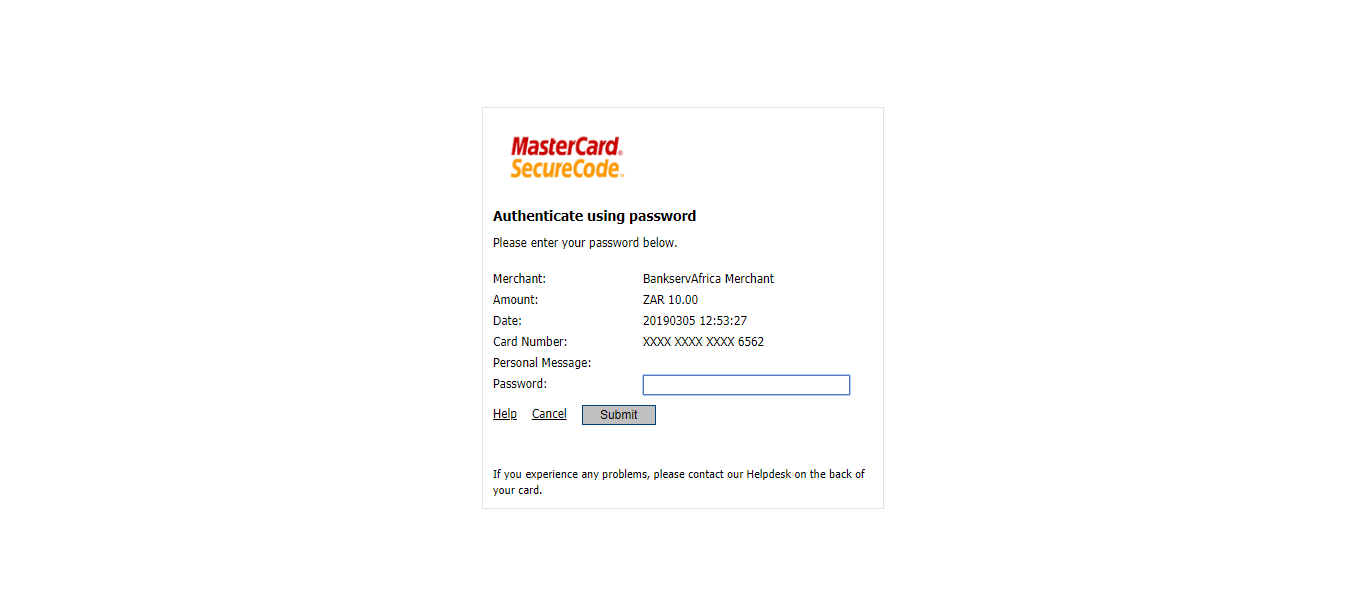 MasterCard®
SecureCode™
Authenticate using password
Please enter your password below.
Merchant: BankservAfrica Merchant
Amount: ZAR 10.00
Date: 20190305 12:53:27
Card Number: XXXX XXXX XXXX 6562
Personal Message:
Password:
Help Cancel Submit
If you experience any problems, please contact our Helpdesk on the back of
your card.